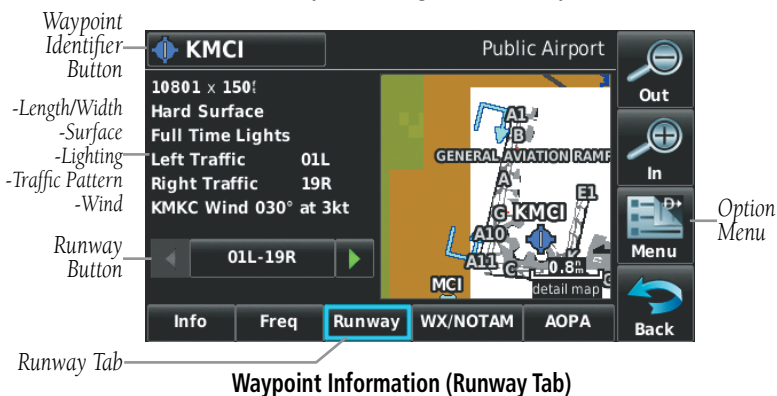 Waypoint
Identifier
Button
KMCI
Public Airport
10801 x 150ft
Hard Surface
Full Time Lights
Left Traffic 01L
Right Traffic 19R
KMKC Wind 030° at 3kt
-Length/Width
-Surface
-Lighting
-Traffic Pattern
-Wind
Runway
Button
01L-19R
A1
B
GENERAL AVIATION RAMP
A
E1
G
KMCI
A10
A11
C
K
MCI
0.8
detail map
Out
In
Menu
Back
Option
Menu
Info
Freq
Runway
WX/NOTAM
AOPA
Runway Tab
Waypoint Information (Runway Tab)